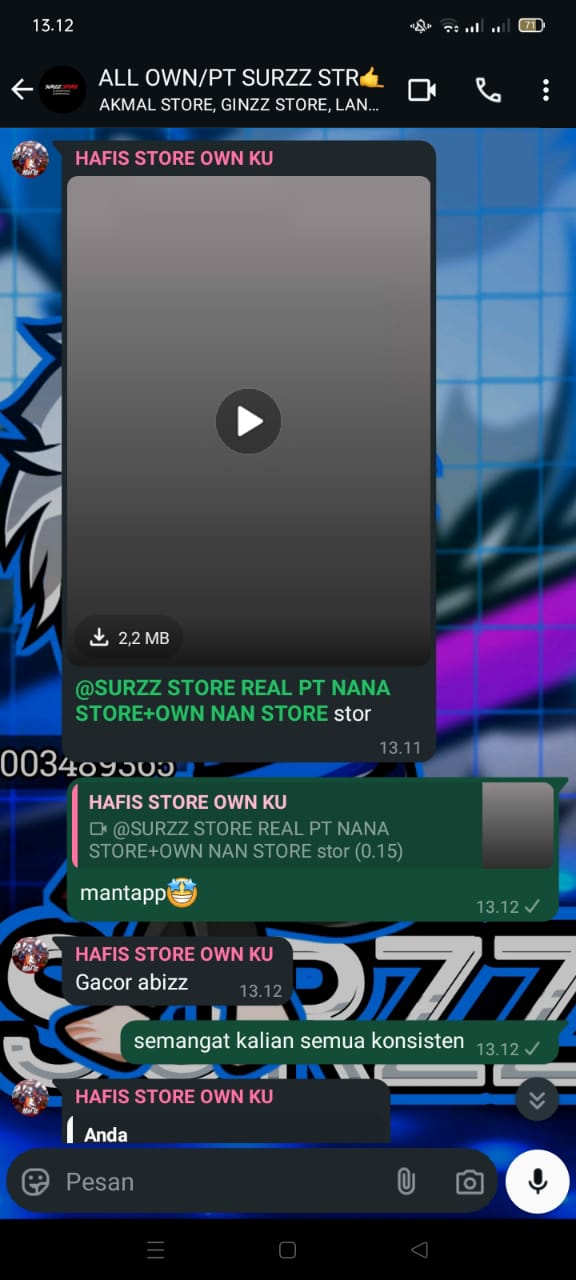 13.12
71
ALL OWN/PT SURZZ STR🤙
AKMAL STORE, GINZZ STORE, LAN...
HAFIS STORE OWN KU
2,2 MB
@SURZZ STORE REAL PT NANA
STORE+OWN NAN STORE stor
13.11
003489365
HAFIS STORE OWN KU
@SURZZ STORE REAL PT NANA
STORE+OWN NAN STORE stor (0.15)
mantapp🤩
13.12
HAFIS STORE OWN KU
Gacor abizz
13.12
SURZZ
semangat kalian semua konsisten
13.12
HAFIS STORE OWN KU
Anda
Pesan